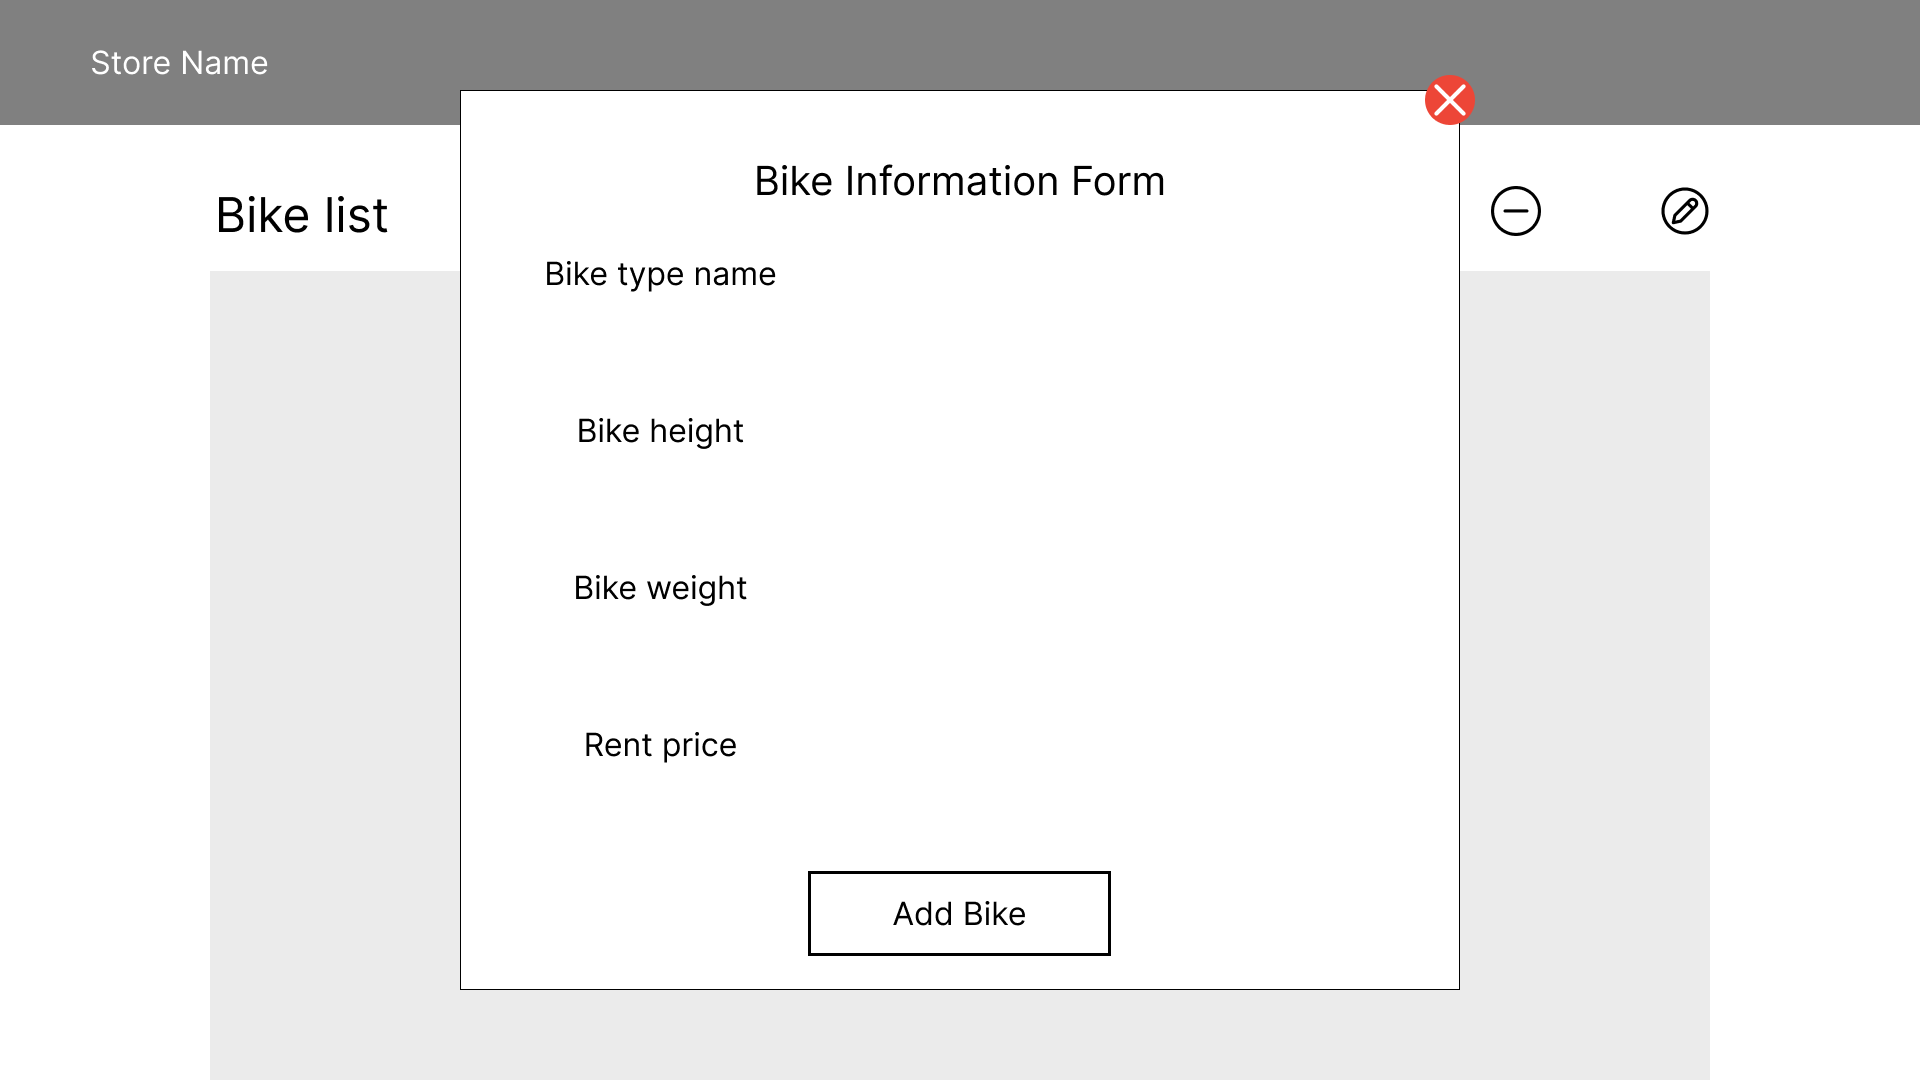 Store Name
Bike Information Form
Bike list
Bike type name
Bike height
Bike weight
Rent price
Add Bike